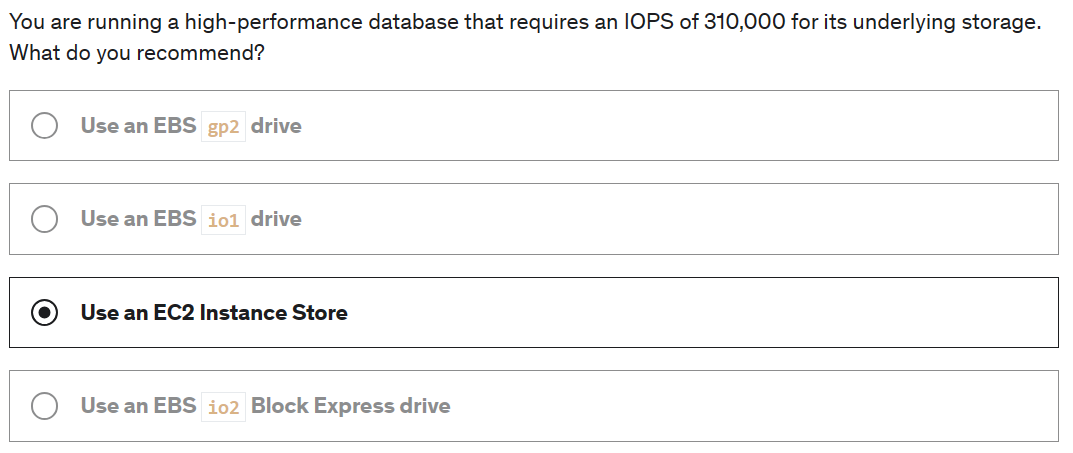 You are running a high-performance database that requires an IOPS of 310,000 for its underlying storage.
What do you recommend?
Use an EBS gp2 drive
Use an EBS io1 drive
Use an EC2 Instance Store
Use an EBS io2 Block Express drive